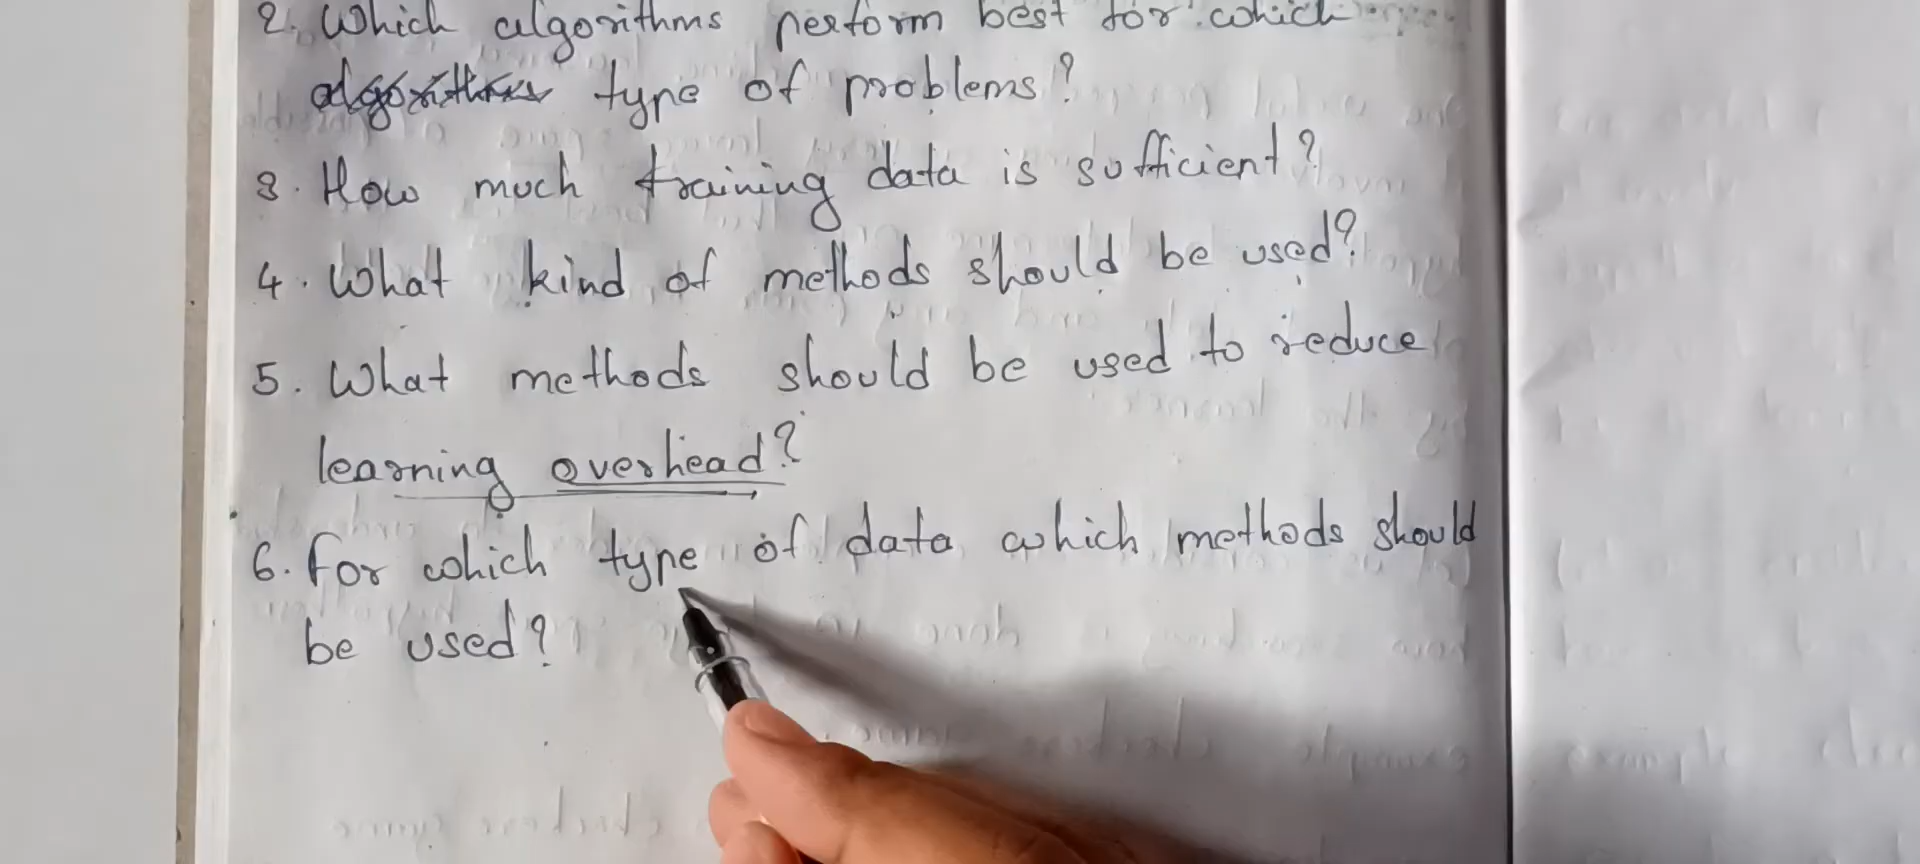 2. Which algorithms perform best for which
type of problems?
3. How much training data is sufficient?
4. What kind of methods should be used?
5. What methods should be used to reduce
learning overhead?
6. For which type of data which methods should
be used?